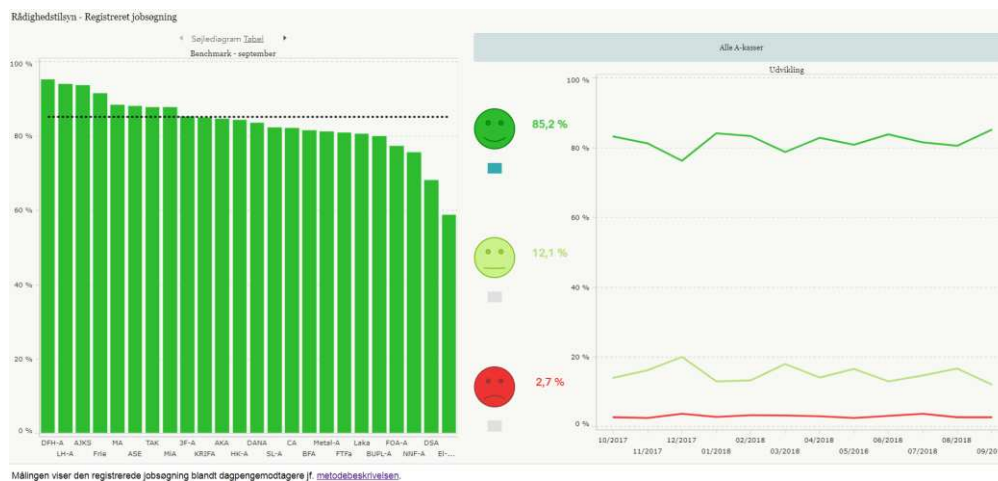 Rådighedstilsyn - Registreret jobsøgning
Søjlediagram Tabel
Benchmark - september
100 %
80 %
60 %
40 %
20 %
0 %
DFH-A AJKS MA TAK 3F-A AKA DANA CA Metal-A Laka FOA-A DSA
LH-A Frie ASE MIA KRIFA HK-A SL-A BFA FTFa BUPL-A NNF-A El-...
Alle A-kasser
85,2 %
12,1 %
2,7 %
Udvikling
100 %
80 %
60 %
40 %
20 %
0 %
10/2017 12/2017 02/2018 04/2018 06/2018 08/2018
11/2017 01/2018 03/2018 05/2018 07/2018 09/20
Målingen viser den registrerede jobsøgning blandt dagpengemodtagere jf. metodebeskrivelsen.